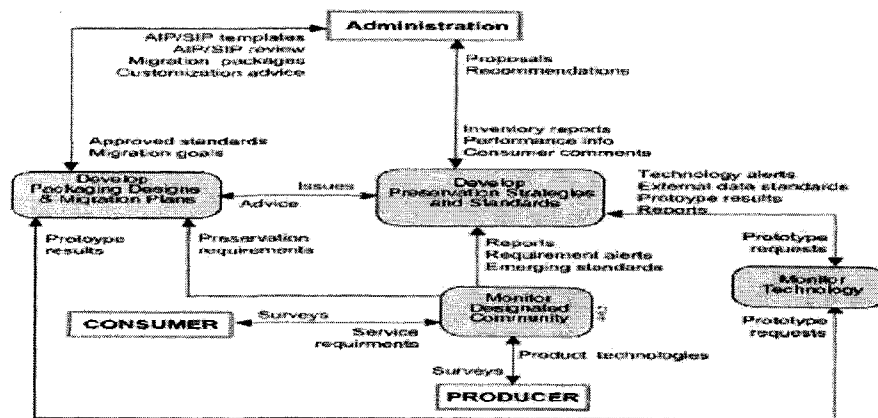 Administration
AIP/SIP templates
AIP/SIP review
Migration packages
Customization advice
Proposals
Recommendations
Approved standards
Migration goals
Inventory reports
Performance info
Consumer comments
Develop
Packaging Designs
& Migration Plans
Issues
Advice
Develop
Preservation Strategies
and Standards
Technology alerts
External data standards
Prototype results
Reports
Prototype
requests
Protoype
results
Preservation
requirements
Reports
Requirement alerts
Emerging standards
Monitor
Technology
Monitor
Designated
Community
CONSUMER
Surveys
Service
requirments
Prototype
requests
Product technologies
Surveys
PRODUCER